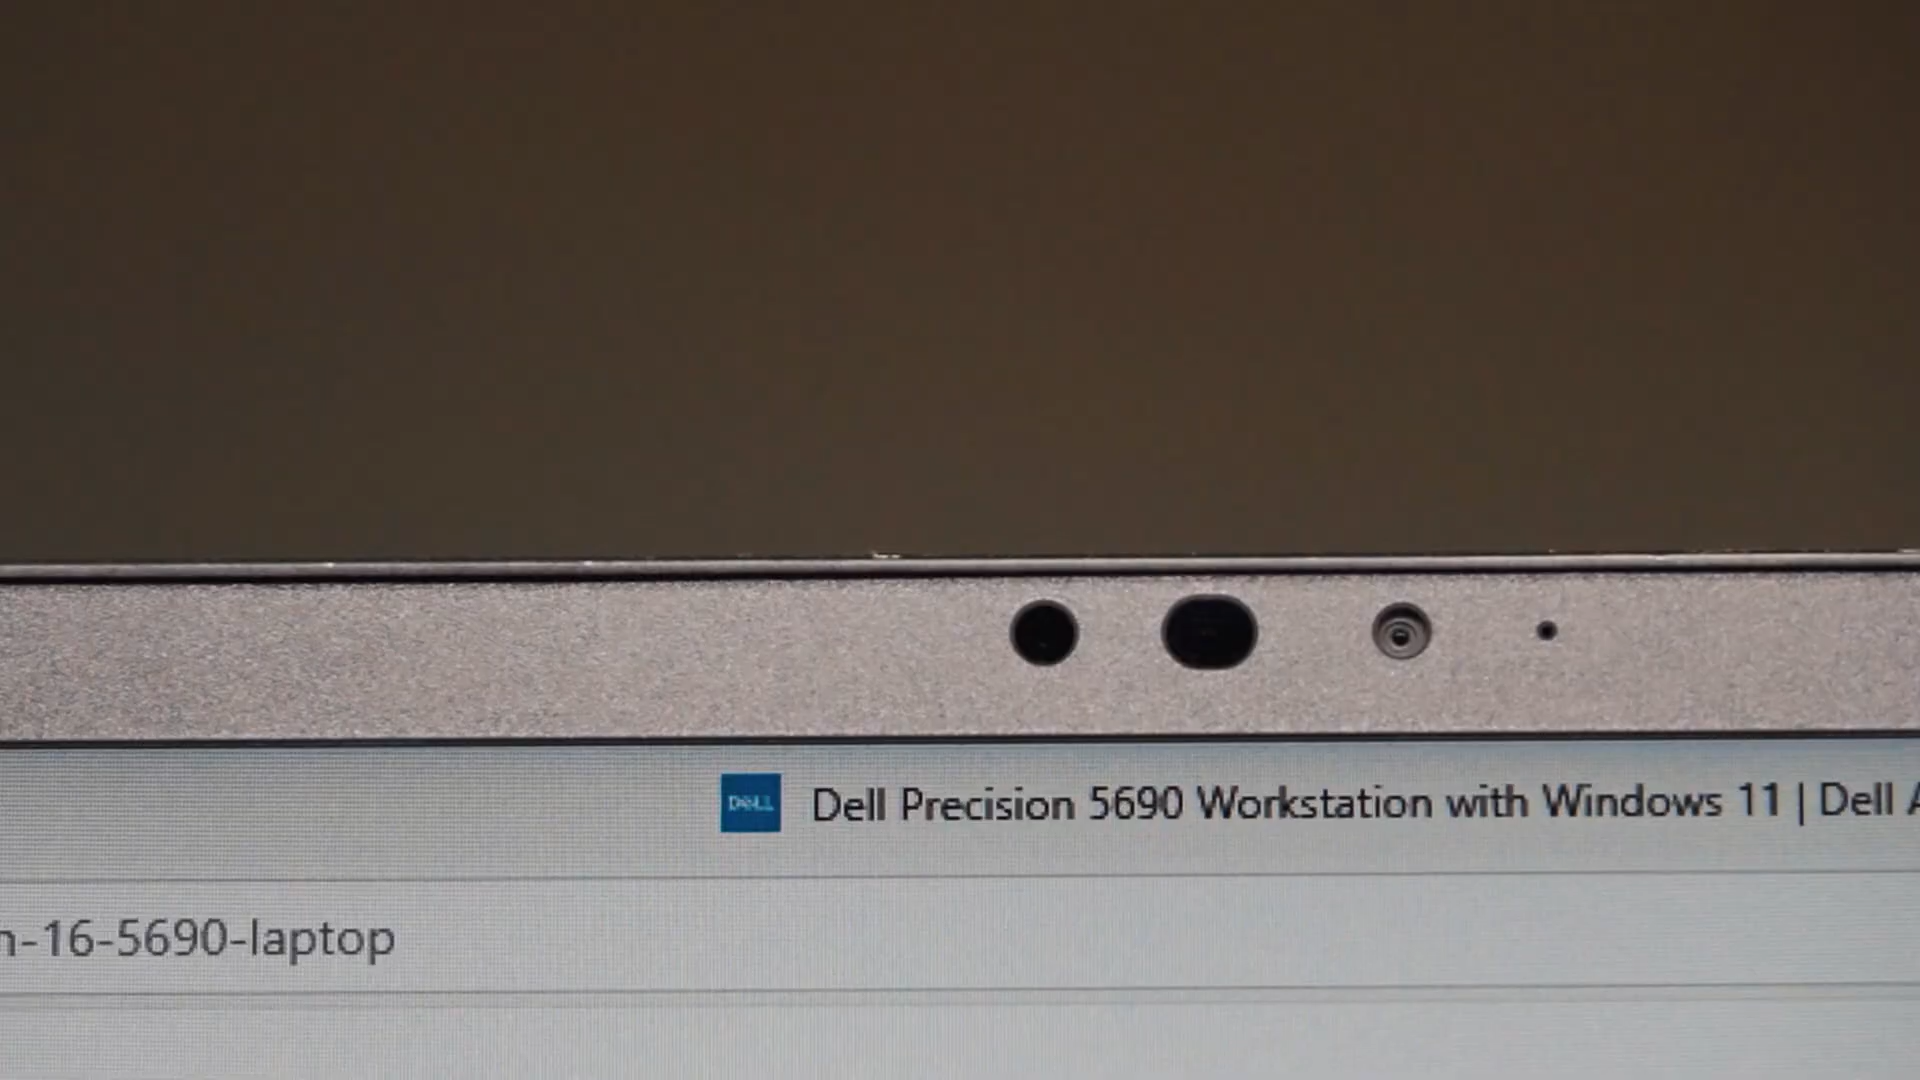 DELL Dell Precision 5690 Workstation with Windows 11 | Dell
-16-5690-laptop